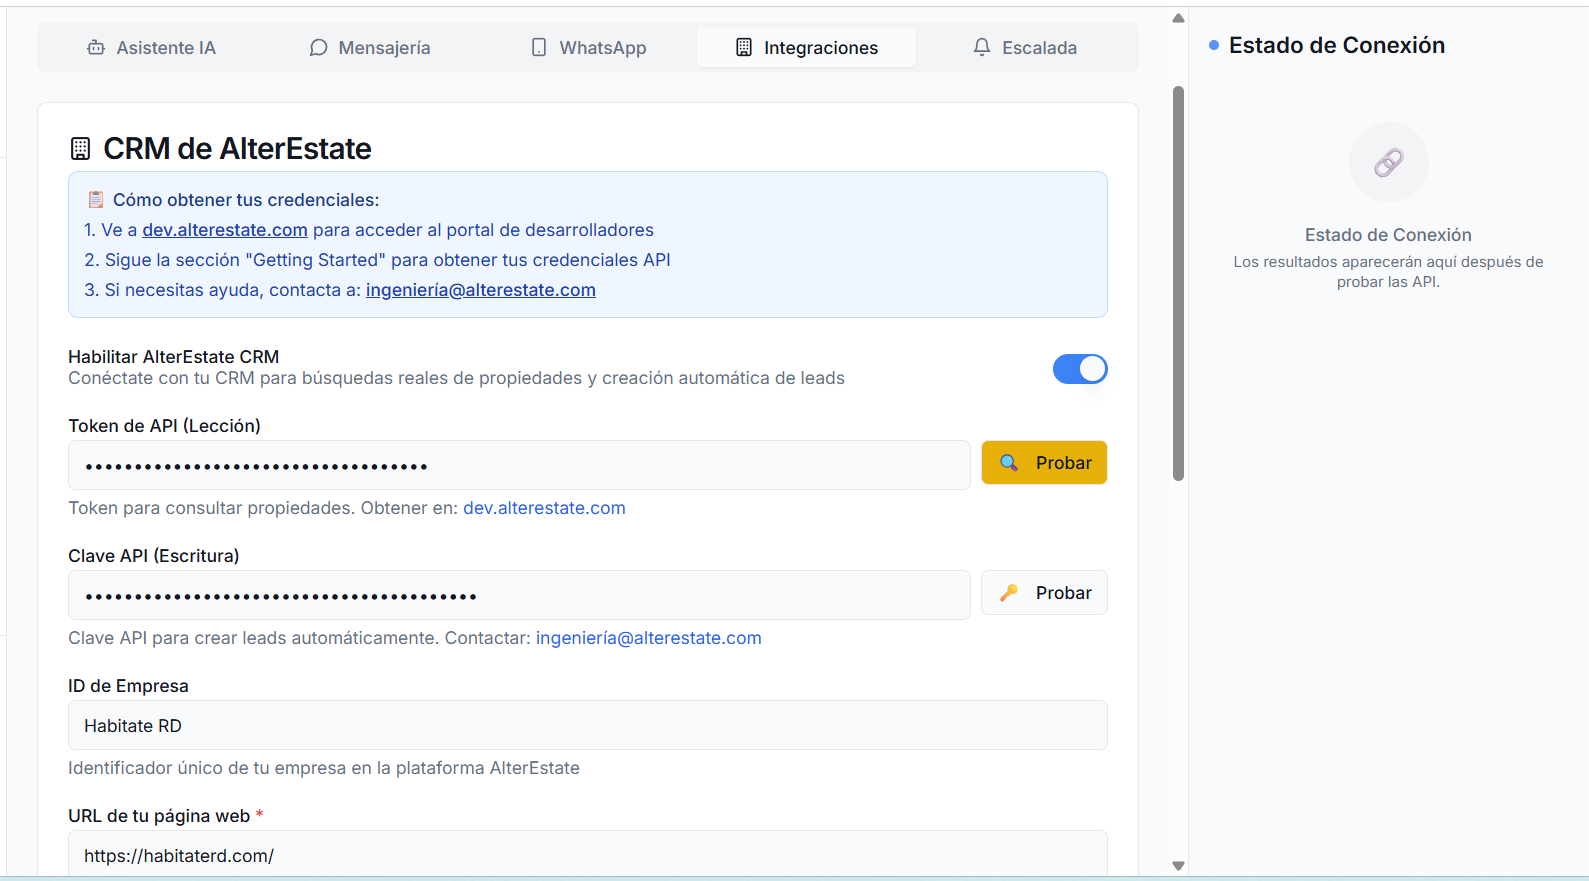 Asistente IA
Mensajería
WhatsApp
Integraciones
Escalada
CRM de AlterEstate
Cómo obtener tus credenciales:
1. Ve a dev.alterestate.com para acceder al portal de desarrolladores
2. Sigue la sección "Getting Started" para obtener tus credenciales API
3. Si necesitas ayuda, contacta a: ingeniería@alterestate.com
Habilitar AlterEstate CRM
Conéctate con tu CRM para búsquedas reales de propiedades y creación automática de leads
Token de API (Lección)
••••••••••••••••••••••••••••••••••• Probar
Token para consultar propiedades. Obtener en: dev.alterestate.com
Clave API (Escritura)
•••••••••••••••••••••••••••••••••••••••• Probar
Clave API para crear leads automáticamente. Contactar: ingeniería@alterestate.com
ID de Empresa
Habitate RD
Identificador único de tu empresa en la plataforma AlterEstate
URL de tu página web *
https://habitaterd.com/
Estado de Conexión
Estado de Conexión
Los resultados aparecerán aquí después de
probar las API.